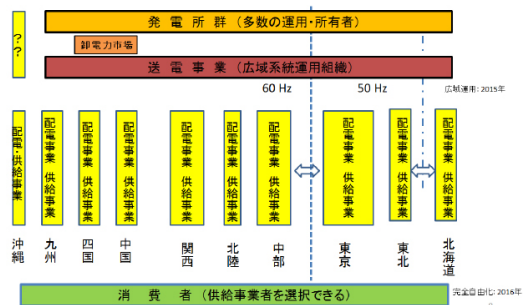 発 電 所 群 （多数の運用・所有者）
？？
卸電力市場
送 電 事 業 （広域系統運用組織）
60 Hz
50 Hz
広域運用：2015年
配電・供給事業
配電事業 供給事業
配電事業 供給事業
配電事業 供給事業
配電事業 供給事業
配電事業 供給事業
配電事業 供給事業
配電事業 供給事業
配電事業 供給事業
配電事業 供給事業
沖縄
九州
四国
中国
関西
北陸
中部
東京
東北
北海道
消 費 者 （供給事業者を選択できる）
完全自由化：2016年